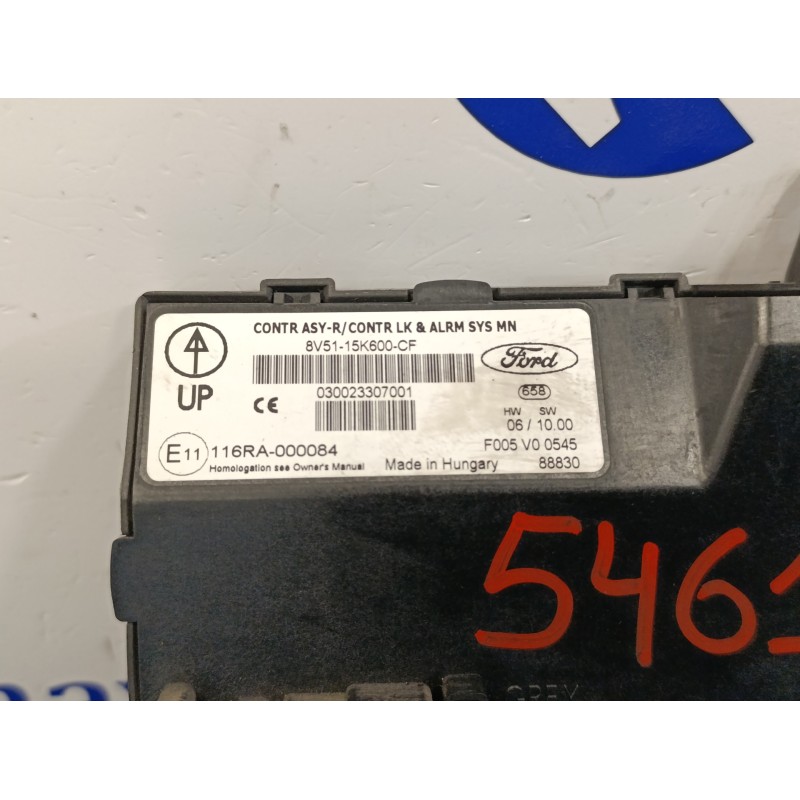 CONTR ASY-R/CONTR LK & ALRM SYS MN
8V51-15K600-CF
Ford
UP
CE
030023307001
658
HW SW
06 / 10.00
E11 116RA-000084
F005 V0 0545
Homologation see Owner's Manual
Made in Hungary
88830
5461